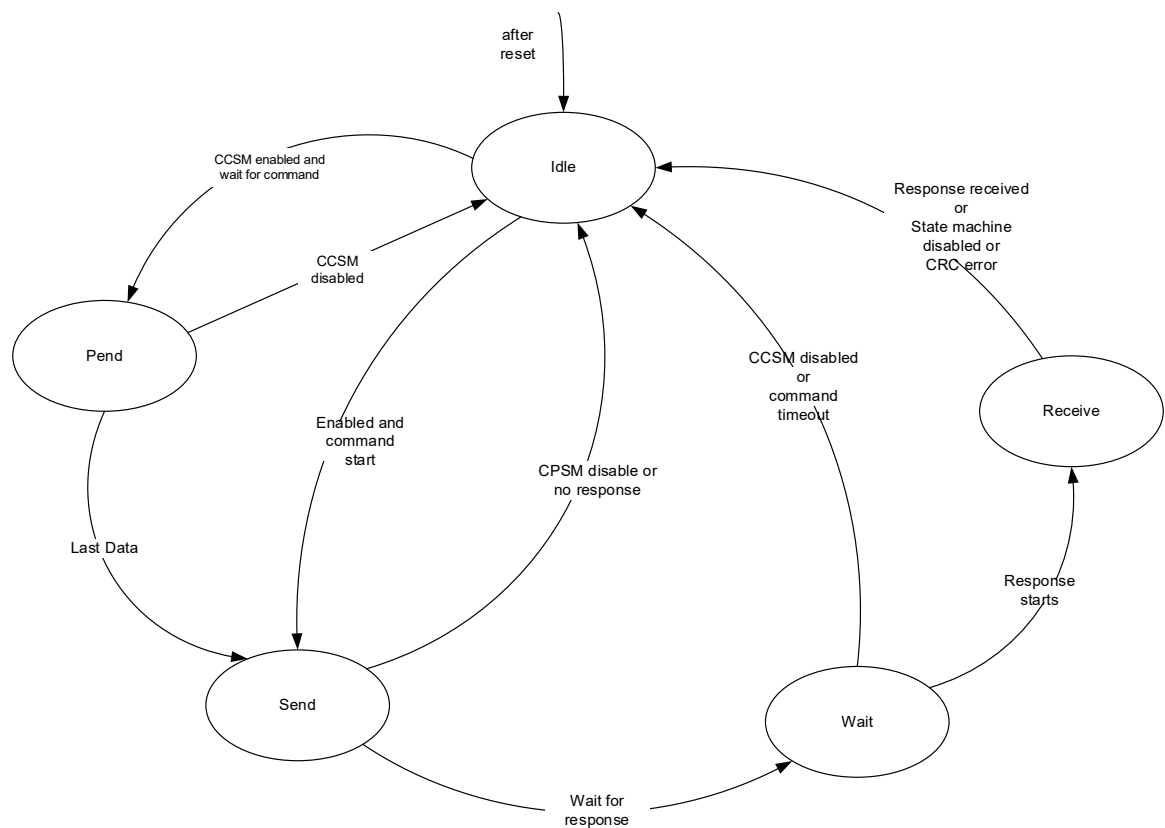 after
reset
Idle
CCSM enabled and
wait for command
Response received
or
State machine
disabled or
CRC error
CCSM
disabled
Pend
CCSM disabled
or
command
timeout
Receive
Enabled and
command
start
CPSM disable or
no response
Last Data
Response
starts
Send
Wait
Wait for
response